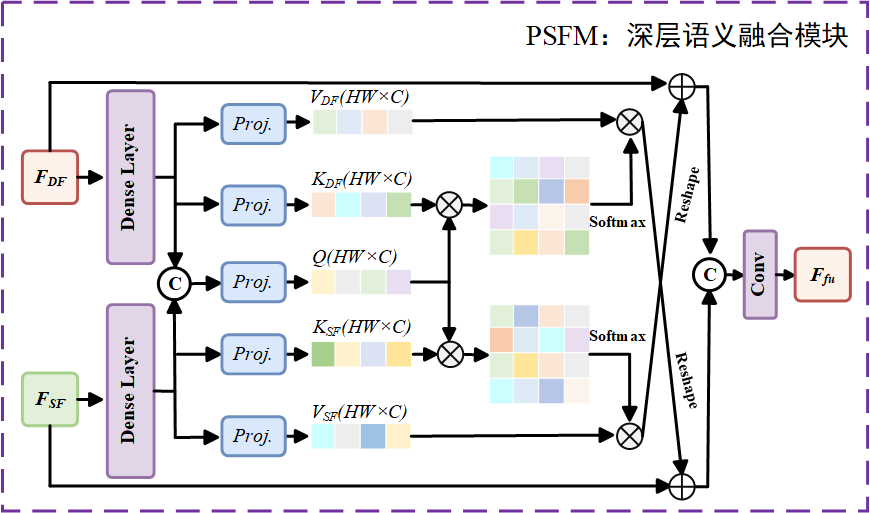 PSFM：深层语义融合模块
V_DF(HW×C)
Proj.
Dense Layer
F_DF
K_DF(HW×C)
Proj.
Softmax
Reshape
Q(HW×C)
C
Proj.
C
Conv
F_fu
K_SF(HW×C)
Proj.
Softmax
Reshape
Dense Layer
F_SF
V_SF(HW×C)
Proj.